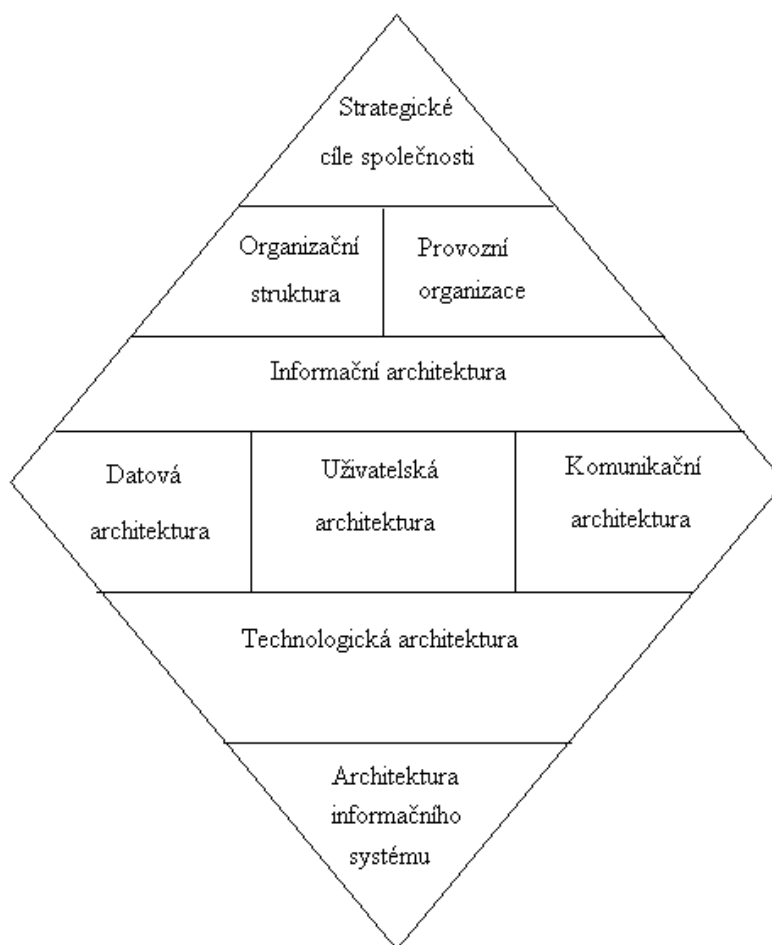 Strategické
cíle společnosti
Organizační
struktura
Provozní
organizace
Informační architektura
Datová
architektura
Uživatelská
architektura
Komunikační
architektura
Technologická architektura
Architektura
informačního
systému